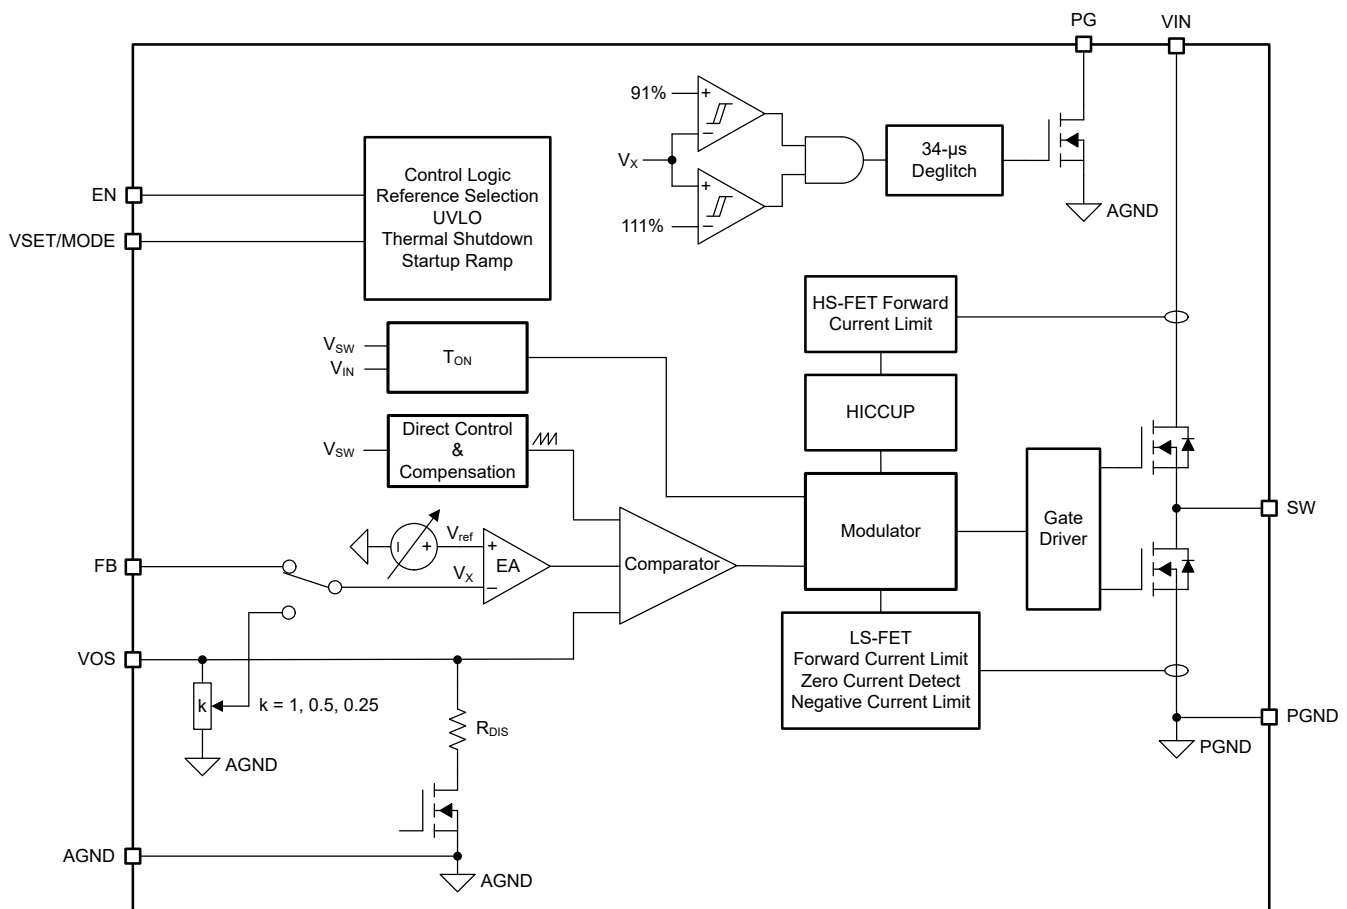 PG
VIN
91%
+
−
VX
+
111%
−
34-µs
Deglitch
AGND
EN
VSET/MODE
Control Logic
Reference Selection
UVLO
Thermal Shutdown
Startup Ramp
HS-FET Forward
Current Limit
VSW
VIN
TON
HICCUP
VSW
Direct Control
&
Compensation
Modulator
Gate
Driver
SW
FB
Vref
VX
+
EA
−
Comparator
VOS
k
k = 1, 0.5, 0.25
AGND
RDIS
LS-FET
Forward Current Limit
Zero Current Detect
Negative Current Limit
PGND
PGND
AGND
AGND